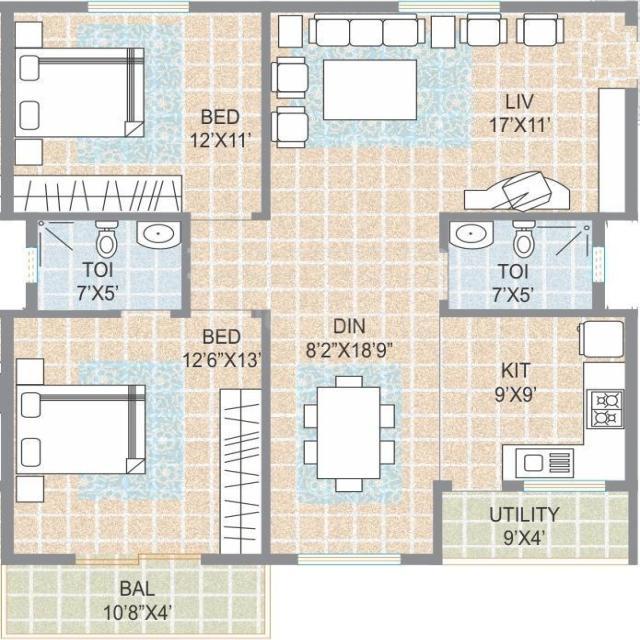 BED
12'X11'
LIV
17'X11'
TOI
7'X5'
TOI
7'X5'
BED
12'6"X13'
DIN
8'2"X18'9"
KIT
9'X9'
UTILITY
9'X4'
BAL
10'8"X4'